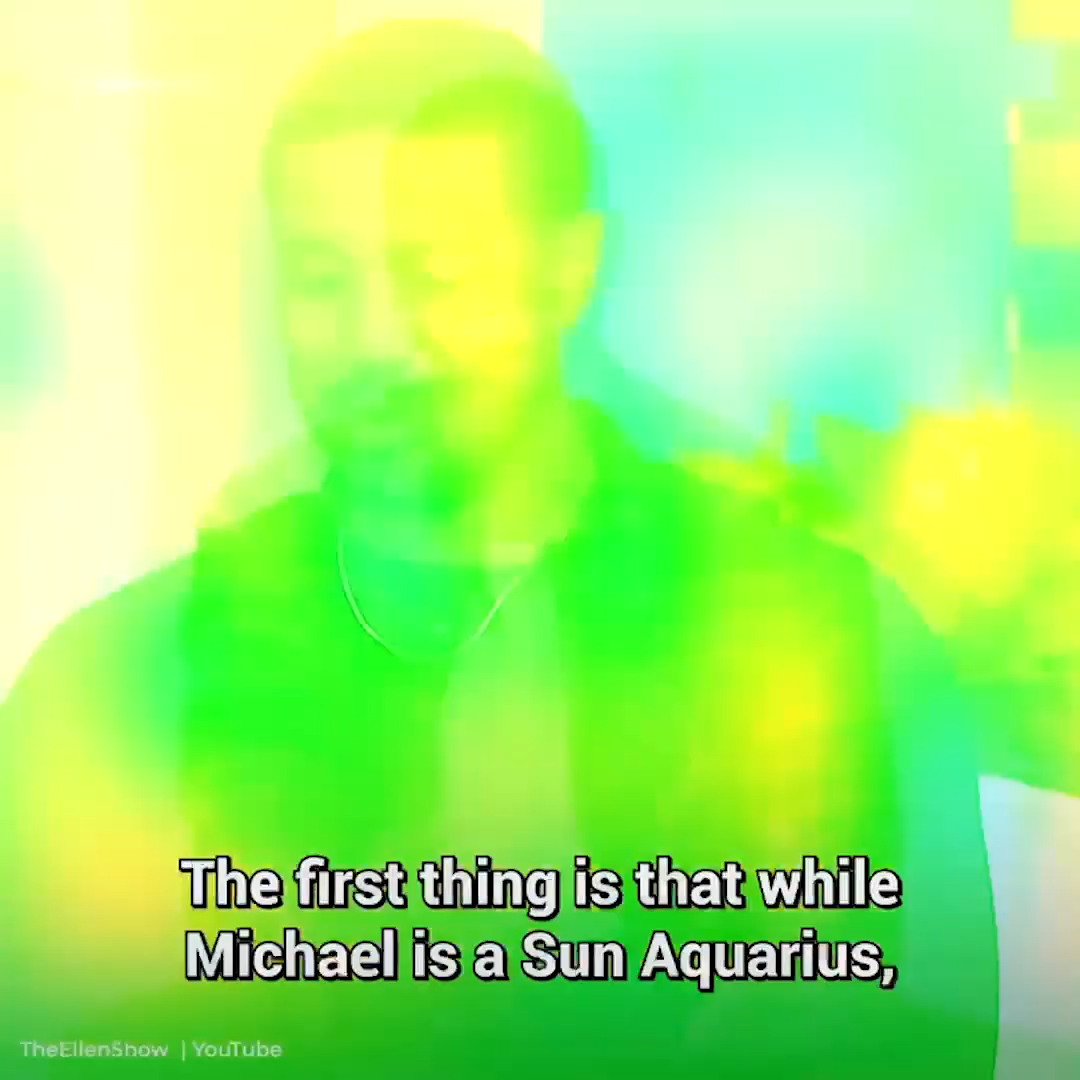 The first thing is that while
Michael is a Sun Aquarius,
TheEllenShow | YouTube